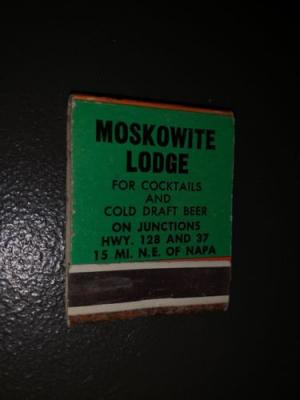 MOSKOWITE
LODGE
FOR COCKTAILS
AND
COLD DRAFT BEER
ON JUNCTIONS
HWY. 128 AND 37
15 MI. N.E. OF NAPA